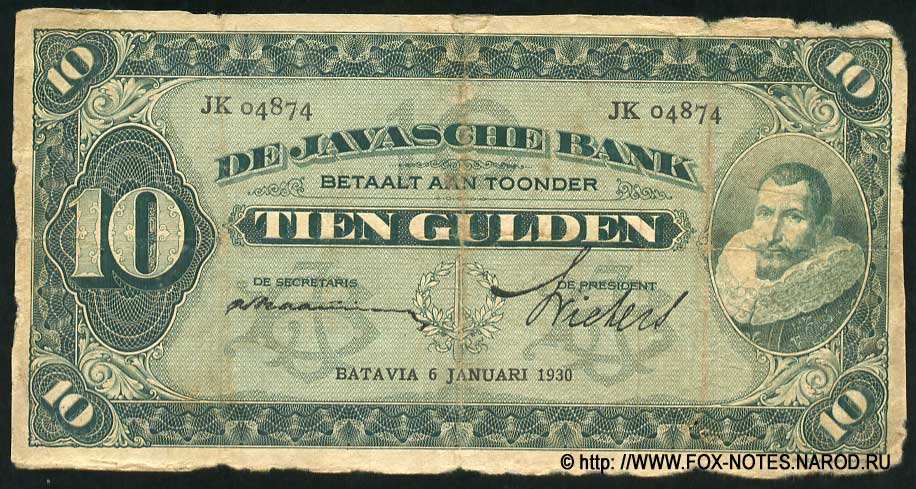 10 10
JK 04874 JK 04874
10
DE JAVASCHE BANK
BETAALT AAN TOONDER
TIEN GULDEN
10
DE SECRETARIS DE PRESIDENT
BATAVIA 6 JANUARI 1930
10 10
© http: //WWW.FOX-NOTES.NAROD.RU